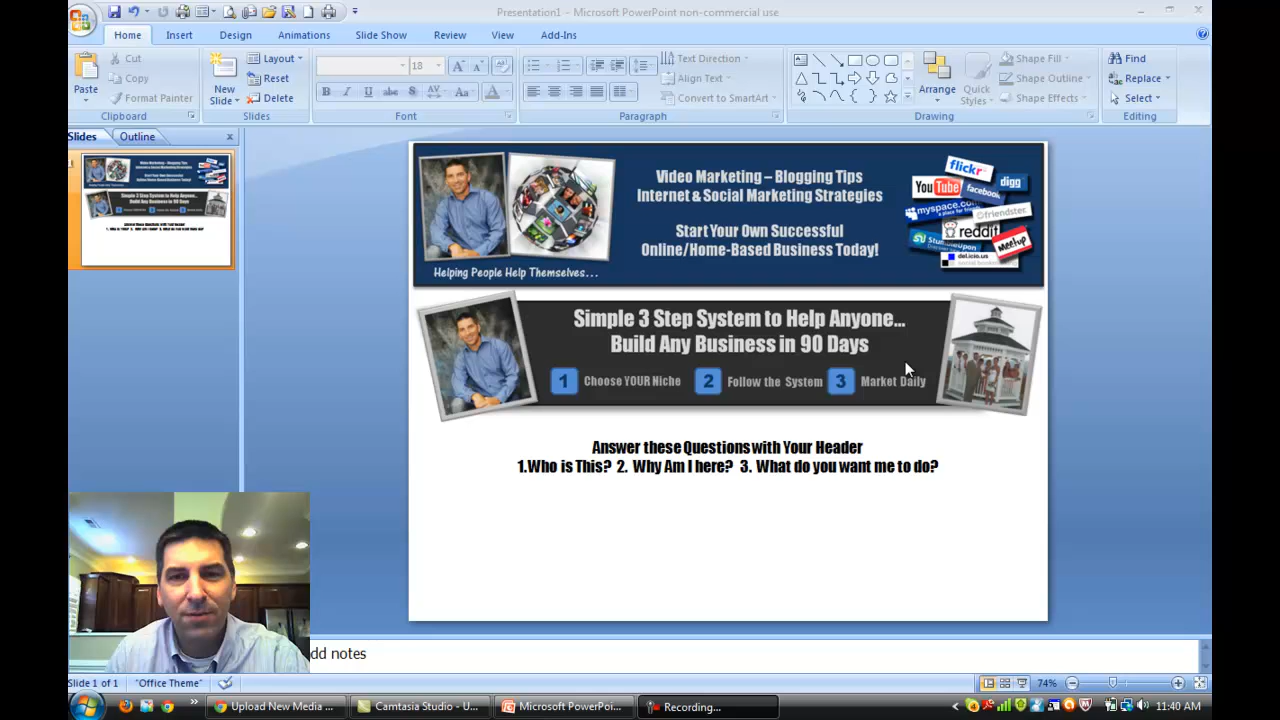 Presentation1 - Microsoft PowerPoint non-commercial use
Home Insert Design Animations Slide Show Review View Add-Ins
Paste
Cut
Copy
Format Painter
Clipboard
New
Slide
Layout
Reset
Delete
Slides
18
B I U abc S AV Aa A
Font
Text Direction
Align Text
Convert to SmartArt
Paragraph
Arrange
Quick
Styles
Shape Fill
Shape Outline
Shape Effects
Drawing
Find
Replace
Select
Editing
Slides Outline
Video Marketing – Blogging Tips
Internet & Social Marketing Strategies
Start Your Own Successful
Online/Home-Based Business Today!
Helping People Help Themselves...
flickr
YouTube
facebook
digg
myspace.com
a place for friends
friendster
reddit
StumbleUpon
Meetup
del.icio.us
Simple 3 Step System to Help Anyone...
Build Any Business in 90 Days
1 Choose YOUR Niche 2 Follow the System 3 Market Daily
Answer these Questions with Your Header
1.Who is This? 2. Why Am I here? 3. What do you want me to do?
dd notes
Slide 1 of 1 "Office Theme" 74%
Upload New Media ... Camtasia Studio - U... Microsoft PowerPoi... Recording... 11:40 AM